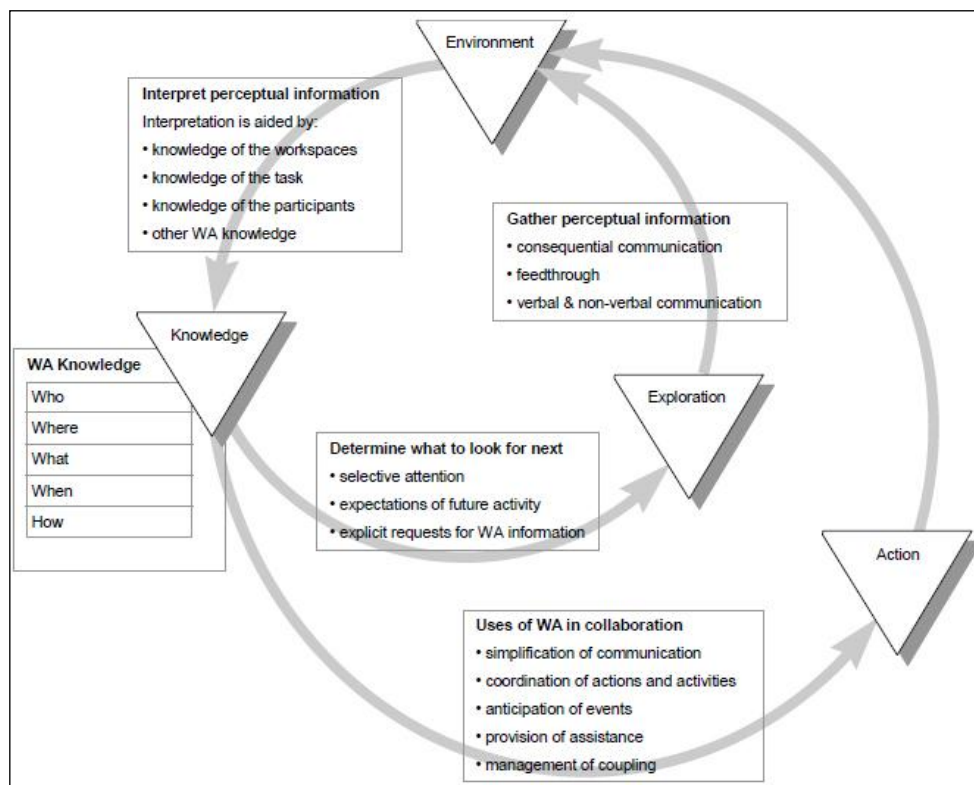 Environment
Interpret perceptual information
Interpretation is aided by:
• knowledge of the workspaces
• knowledge of the task
• knowledge of the participants
• other WA knowledge
Gather perceptual information
• consequential communication
• feedthrough
• verbal & non-verbal communication
Knowledge
WA Knowledge
Who
Where
What
When
How
Exploration
Determine what to look for next
• selective attention
• expectations of future activity
• explicit requests for WA information
Action
Uses of WA in collaboration
• simplification of communication
• coordination of actions and activities
• anticipation of events
• provision of assistance
• management of coupling